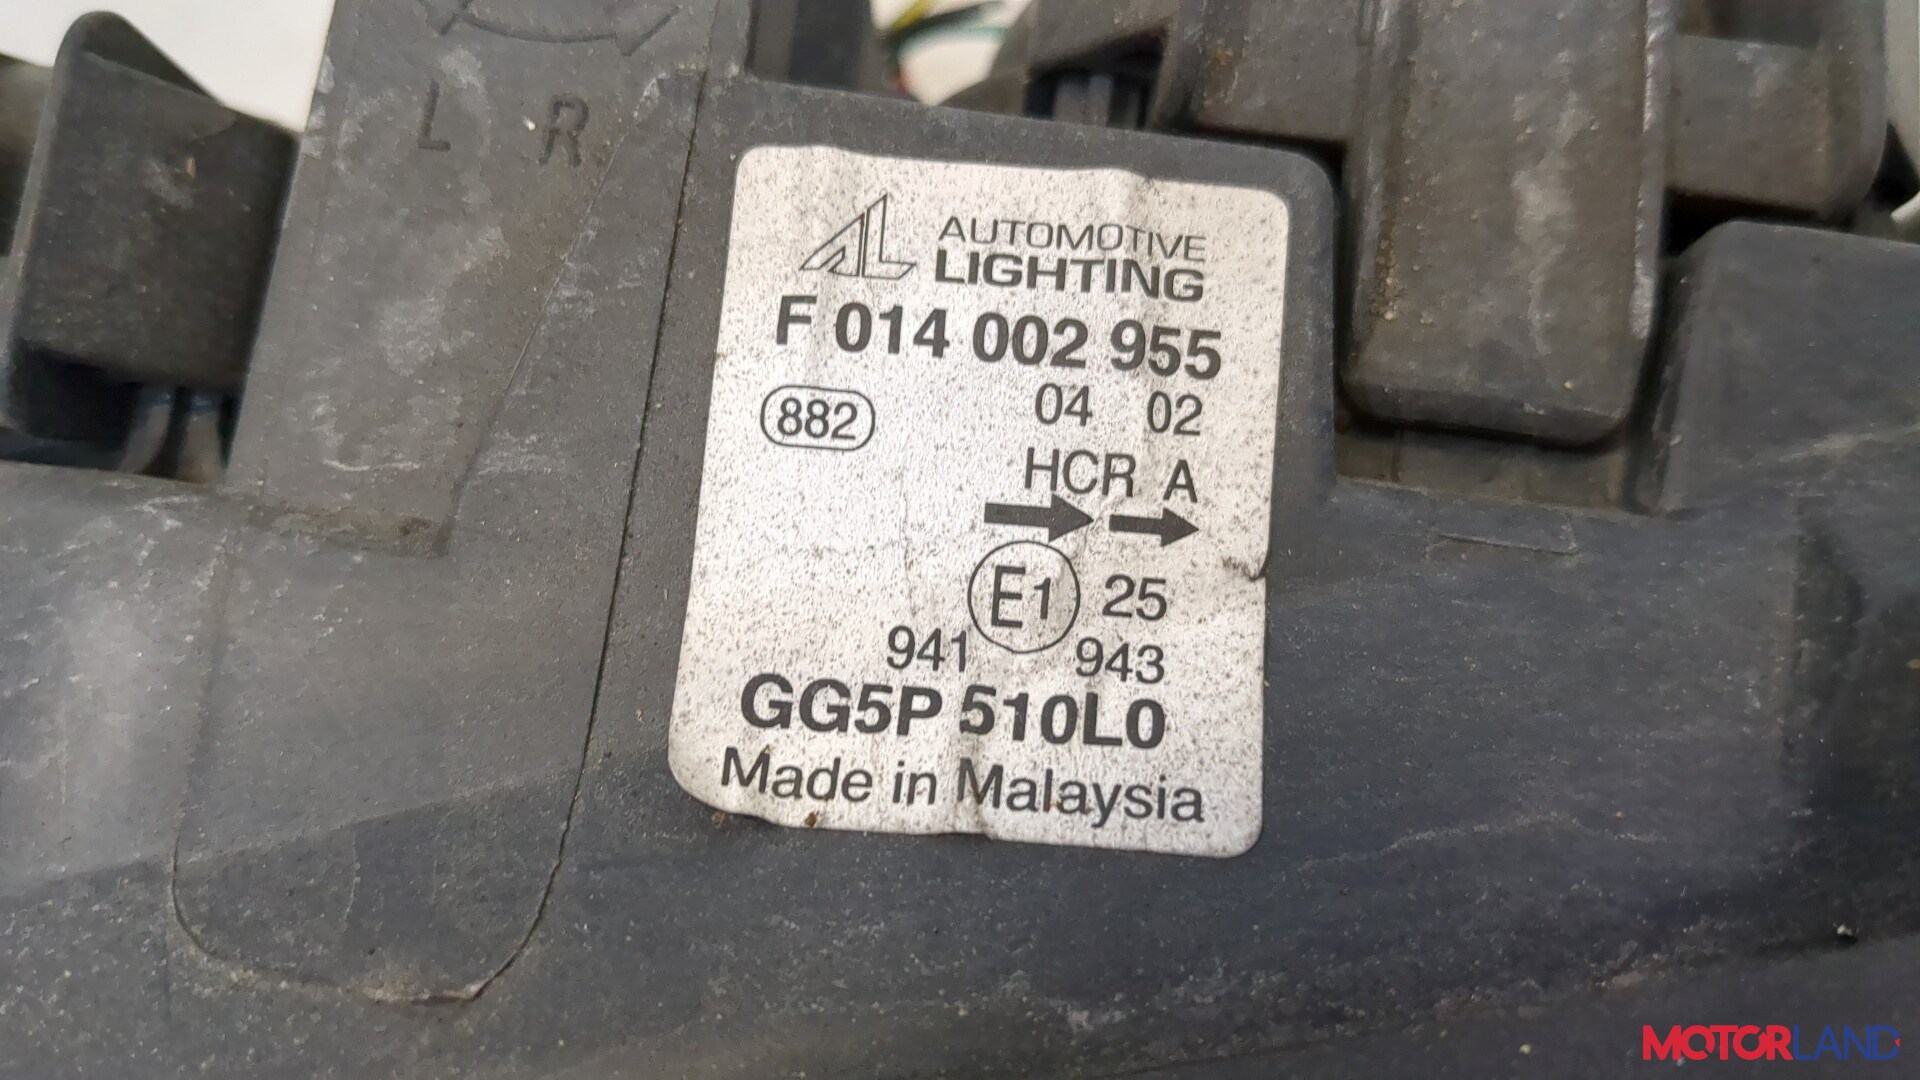 L R
AL AUTOMOTIVE
LIGHTING
F 014 002 955
882 04 02
HCR A
E1 25
941 943
GG5P 510L0
Made in Malaysia
MOTORLAND